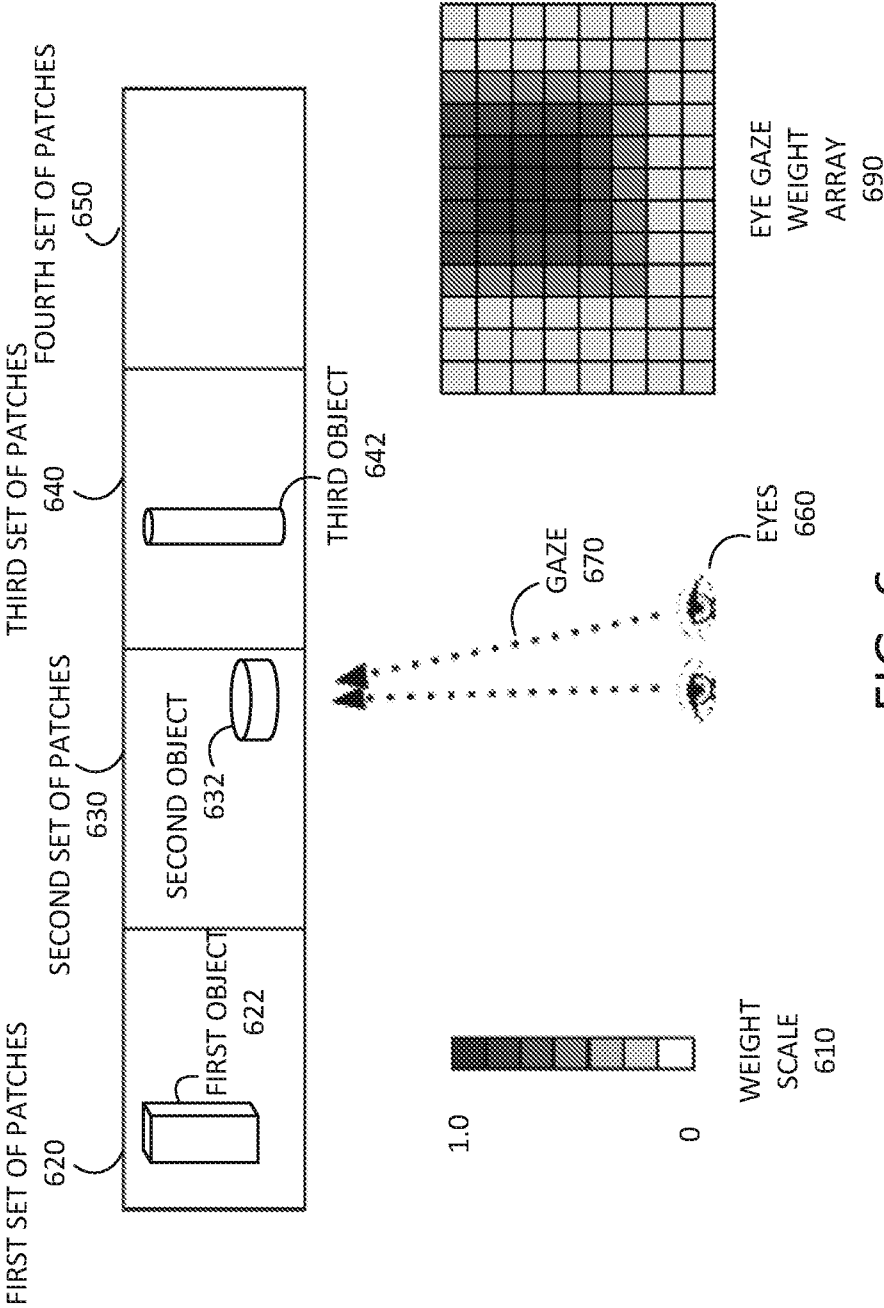 FIRST SET OF PATCHES
620
SECOND SET OF PATCHES
630
THIRD SET OF PATCHES
640
FOURTH SET OF PATCHES
650
FIRST OBJECT
622
SECOND OBJECT
632
THIRD OBJECT
642
1.0
0
WEIGHT
SCALE
610
GAZE
670
EYES
660
EYE GAZE
WEIGHT
ARRAY
690